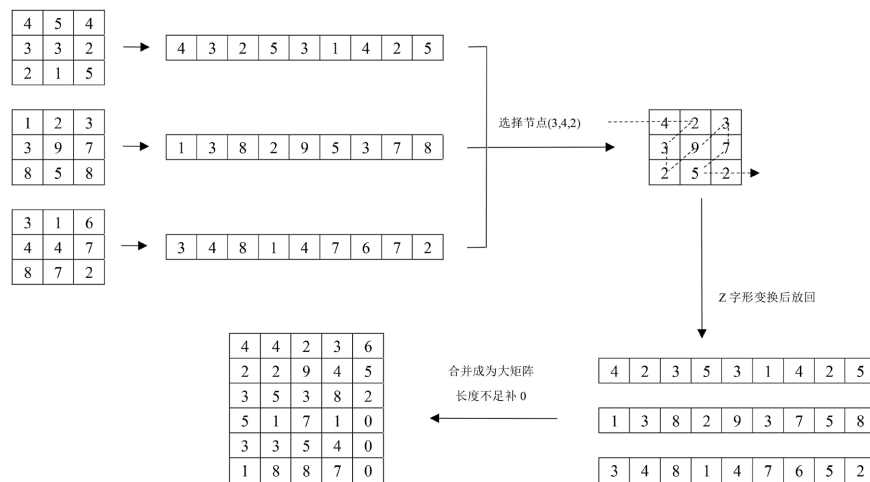 4 5 4
3 3 2
2 1 5
4 3 2 5 3 1 4 2 5
1 2 3
3 9 7
8 5 8
1 3 8 2 9 5 3 7 8
3 1 6
4 4 7
8 7 2
3 4 8 1 4 7 6 7 2
选择节点(3,4,2)
4 2 3
3 9 7
2 5 2
Z 字形变换后放回
4 2 3 5 3 1 4 2 5
1 3 8 2 9 3 7 5 8
3 4 8 1 4 7 6 5 2
合并成为大矩阵
长度不足补 0
4 4 2 3 6
2 2 9 4 5
3 5 3 8 2
5 1 7 1 0
3 3 5 4 0
1 8 8 7 0